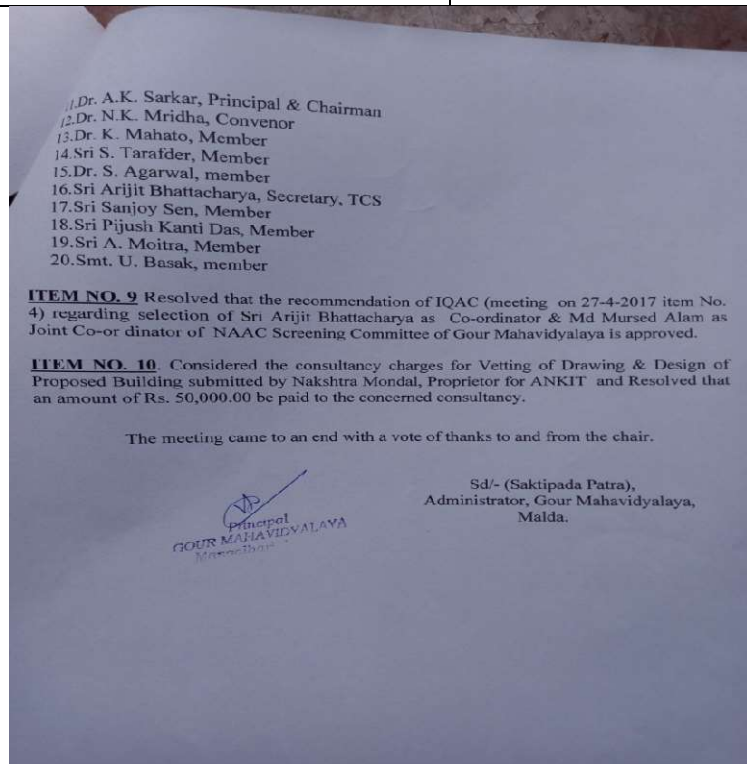 11.Dr. A.K. Sarkar, Principal & Chairman
12.Dr. N.K. Mridha, Convenor
13.Dr. K. Mahato, Member
14.Sri S. Tarafder, Member
15.Dr. S. Agarwal, member
16.Sri Arijit Bhattacharya, Secretary, TCS
17.Sri Sanjoy Sen, Member
18.Sri Pijush Kanti Das, Member
19.Sri A. Moitra, Member
20.Smt. U. Basak, member
ITEM NO. 9 Resolved that the recommendation of IQAC (meeting on 27-4-2017 item No.
4) regarding selection of Sri Arijit Bhattacharya as Co-ordinator & Md Mursed Alam as
Joint Co-or dinator of NAAC Screening Committee of Gour Mahavidyalaya is approved.
ITEM NO. 10. Considered the consultancy charges for Vetting of Drawing & Design of
Proposed Building submitted by Nakshtra Mondal, Proprietor for ANKIT and Resolved that
an amount of Rs. 50,000.00 be paid to the concerned consultancy.
The meeting came to an end with a vote of thanks to and from the chair.
Sd/- (Saktipada Patra),
Administrator, Gour Mahavidyalaya,
Malda.
Principal
GOUR MAHAVIDYALAYA